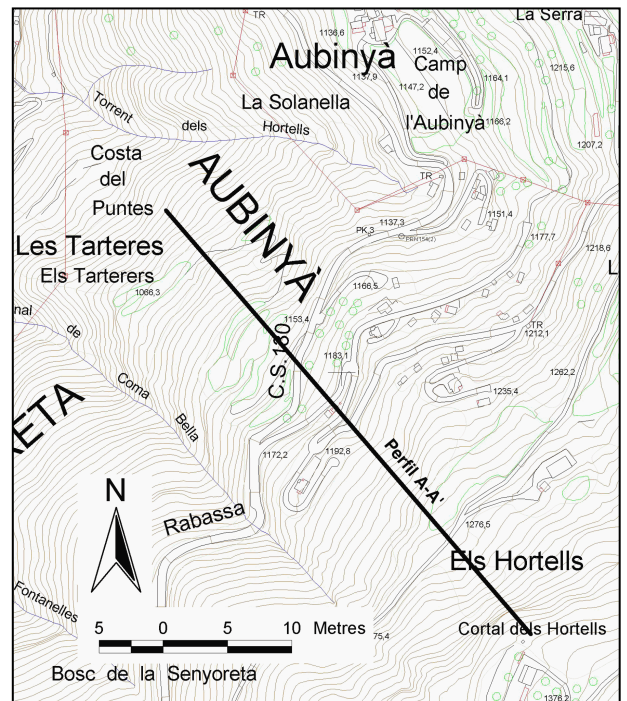 La Serra
1136,6
TR
Aubinyà
1152,4
Camp
de
l'Aubinyà
1137,9
1147,2
1164,1
1215,6
1166,2
La Solanella
Torrent dels Hortells
1207,2
Costa
del
Puntes
AUBINYÀ
TR
PK,3
1137,3
1151,4
1177,7
1218,6
Les Tarteres
Els Tarterers
1066,3
L
1166,5
1153,4
C.S.130
1183,1
TR
1212,1
nal de Coma Bella
1262,2
1235,4
RETA
1172,2
1192,8
Perfil A-A'
N
Rabassa
1276,5
Els Hortells
Fontanelles
5 0 5 10 Metres
75,4
Cortal dels Hortells
Bosc de la Senyoreta
1376,2